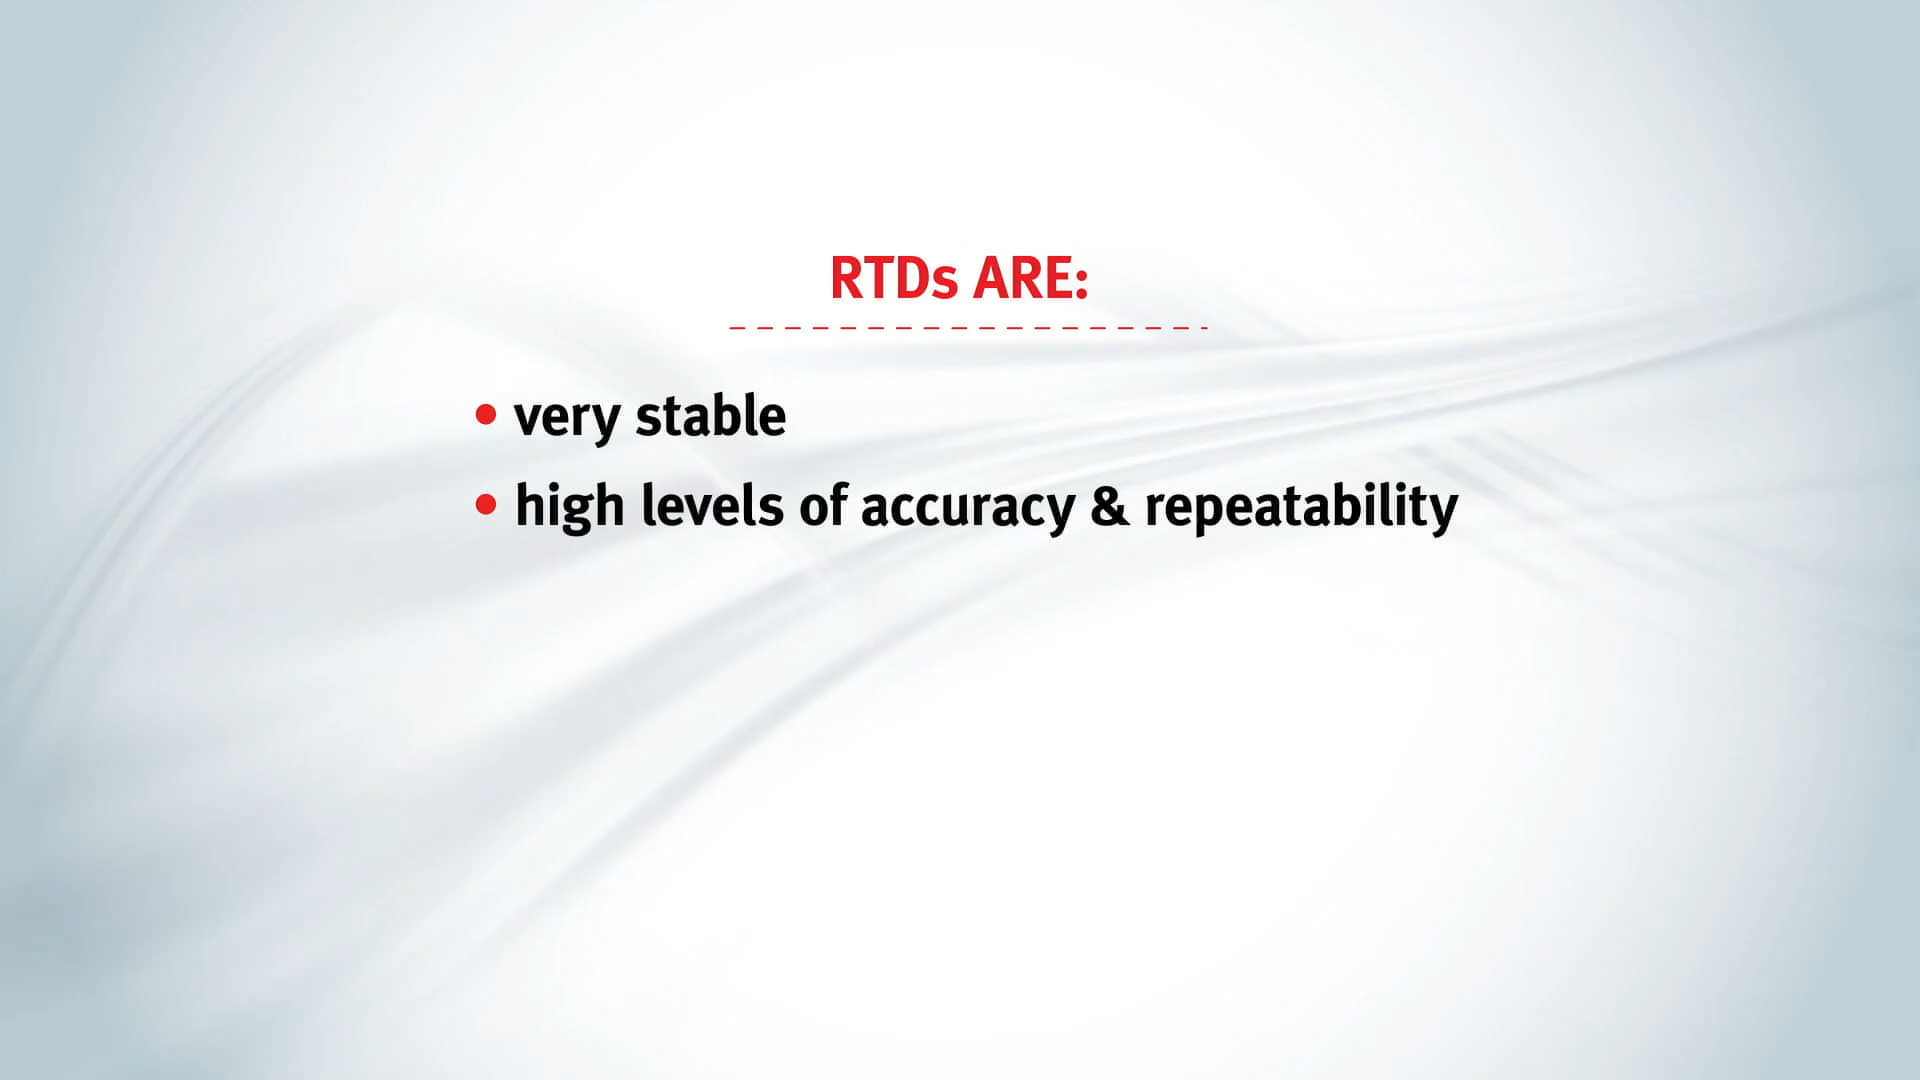 RTDs ARE:
• very stable
• high levels of accuracy & repeatability